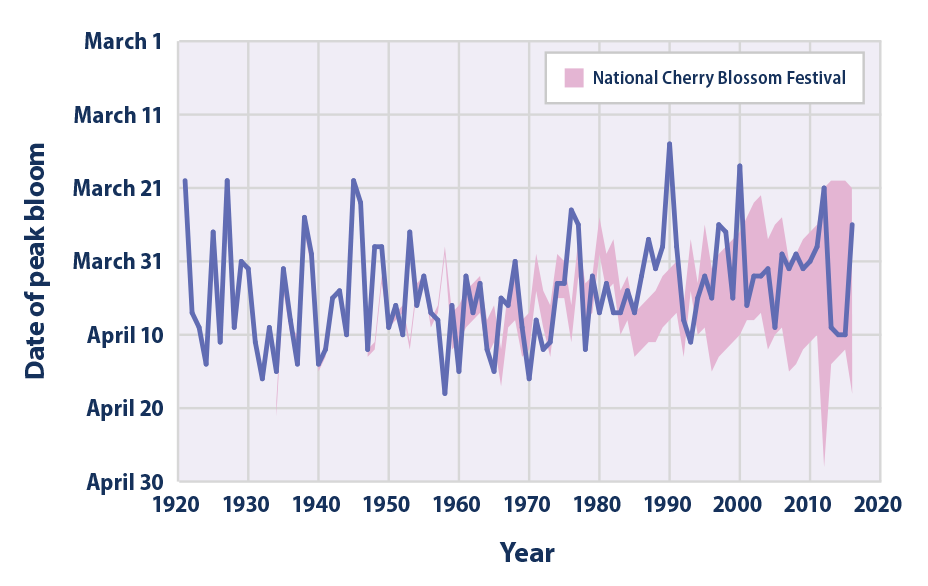 March 1
National Cherry Blossom Festival
March 11
March 21
March 31
April 10
April 20
April 30
Date of peak bloom
1920 1930 1940 1950 1960 1970 1980 1990 2000 2010 2020
Year